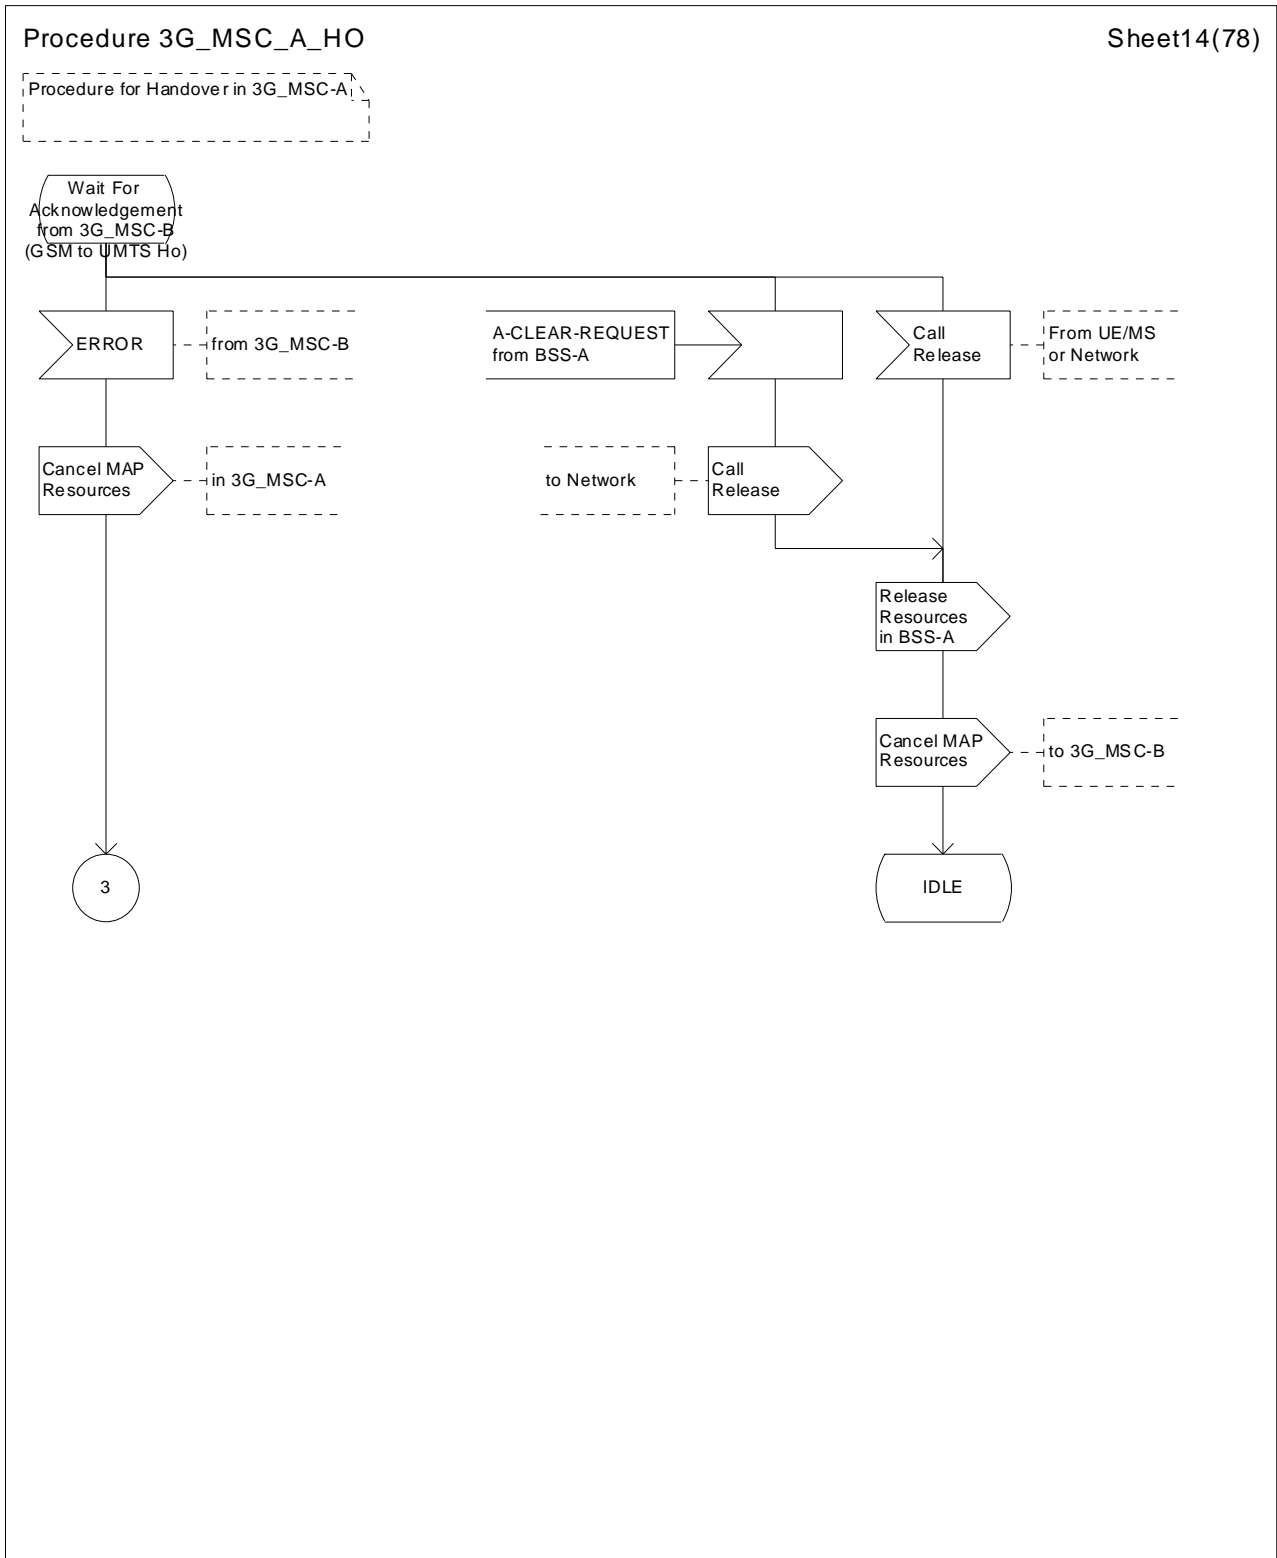 Procedure 3G_MSC_A_HO
Sheet14(78)
Procedure for Handover in 3G_MSC-A
Wait For
Acknowledgement
from 3G_MSC-B
(GSM to UMTS Ho)
ERROR
from 3G_MSC-B
A-CLEAR-REQUEST
from BSS-A
Call
Release
From UE/MS
or Network
Cancel MAP
Resources
in 3G_MSC-A
to Network
Call
Release
Release
Resources
in BSS-A
Cancel MAP
Resources
to 3G_MSC-B
3
IDLE